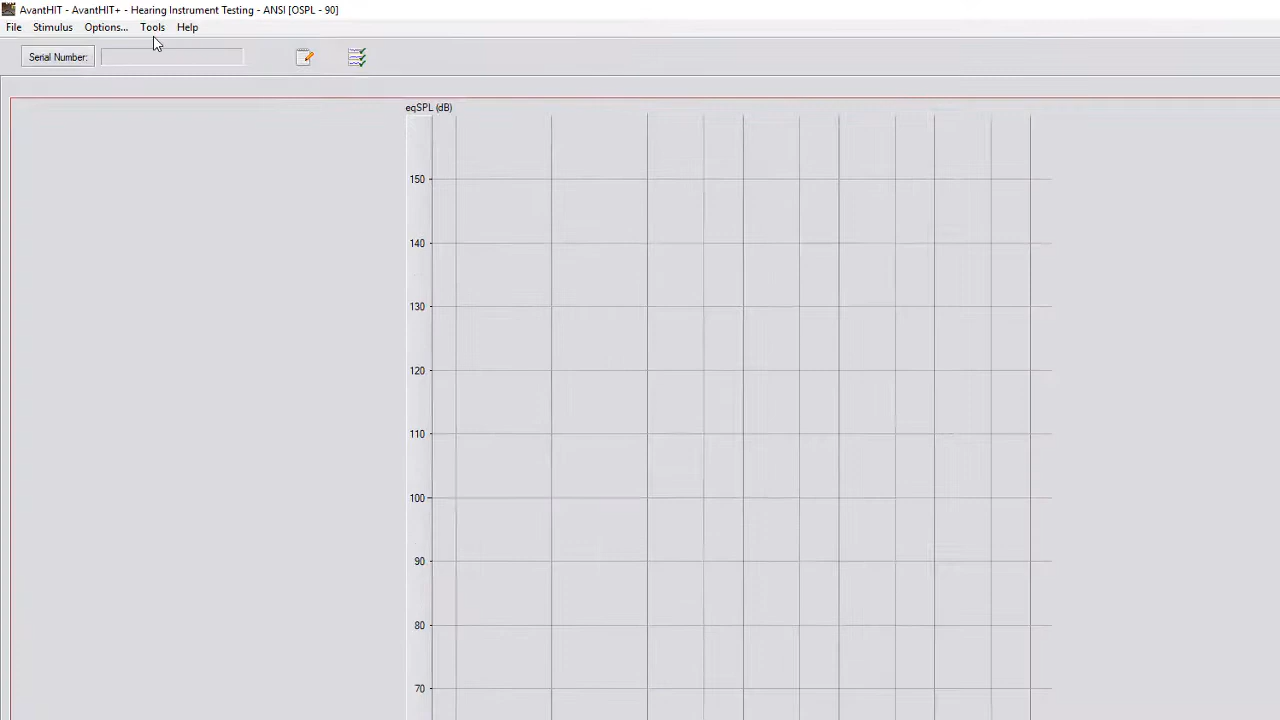 AvantHIT - AvantHIT+ - Hearing Instrument Testing - ANSI [OSPL - 90]
File Stimulus Options... Tools Help
Serial Number:
eqSPL (dB)
150
140
130
120
110
100
90
80
70